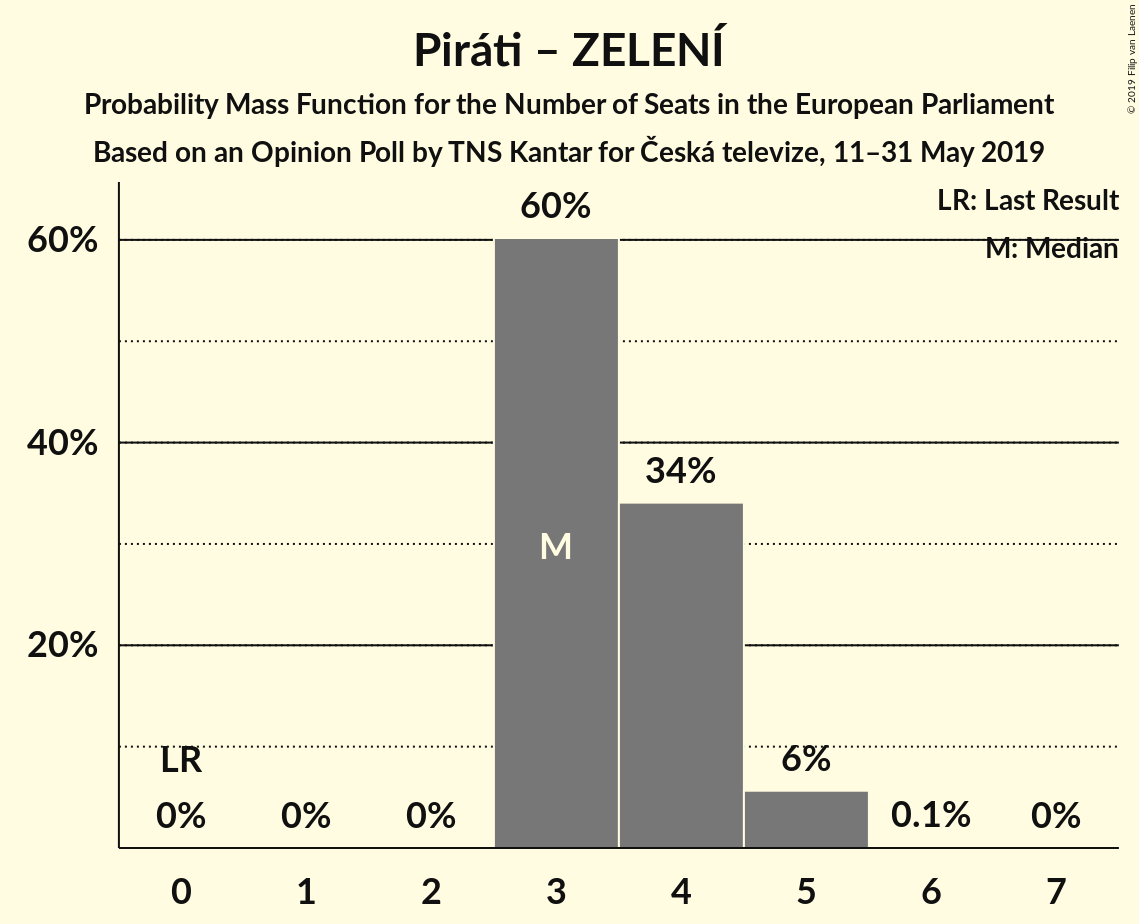 Piráti – ZELENÍ
Probability Mass Function for the Number of Seats in the European Parliament
Based on an Opinion Poll by TNS Kantar for Česká televize, 11–31 May 2019
© 2019 Filip van Laenen
LR: Last Result
M: Median
60%
40%
20%
60%
34%
M
LR
6%
0% 0% 0% 0.1% 0%
0 1 2 3 4 5 6 7